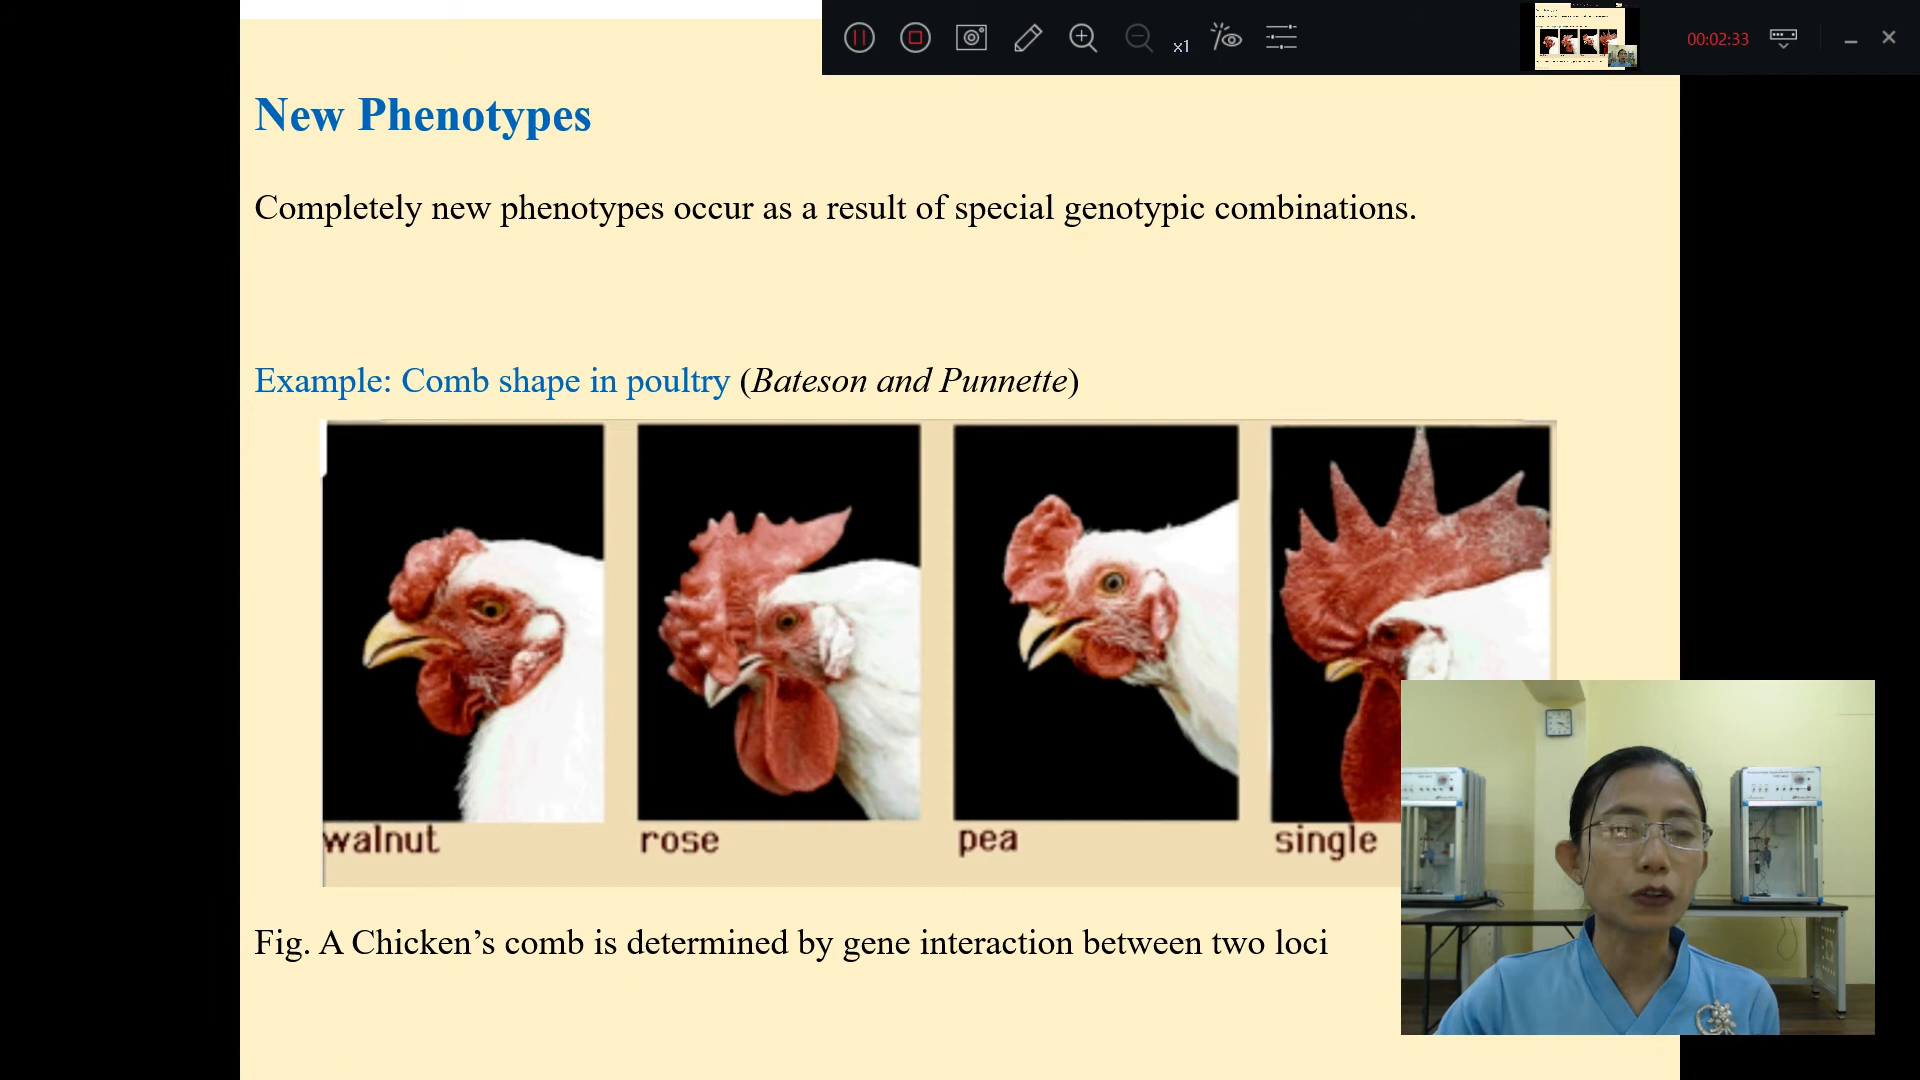 x1
00:02:33
New Phenotypes
Completely new phenotypes occur as a result of special genotypic combinations.
Example: Comb shape in poultry (Bateson and Punnette)
walnut rose pea single
Fig. A Chicken’s comb is determined by gene interaction between two loci